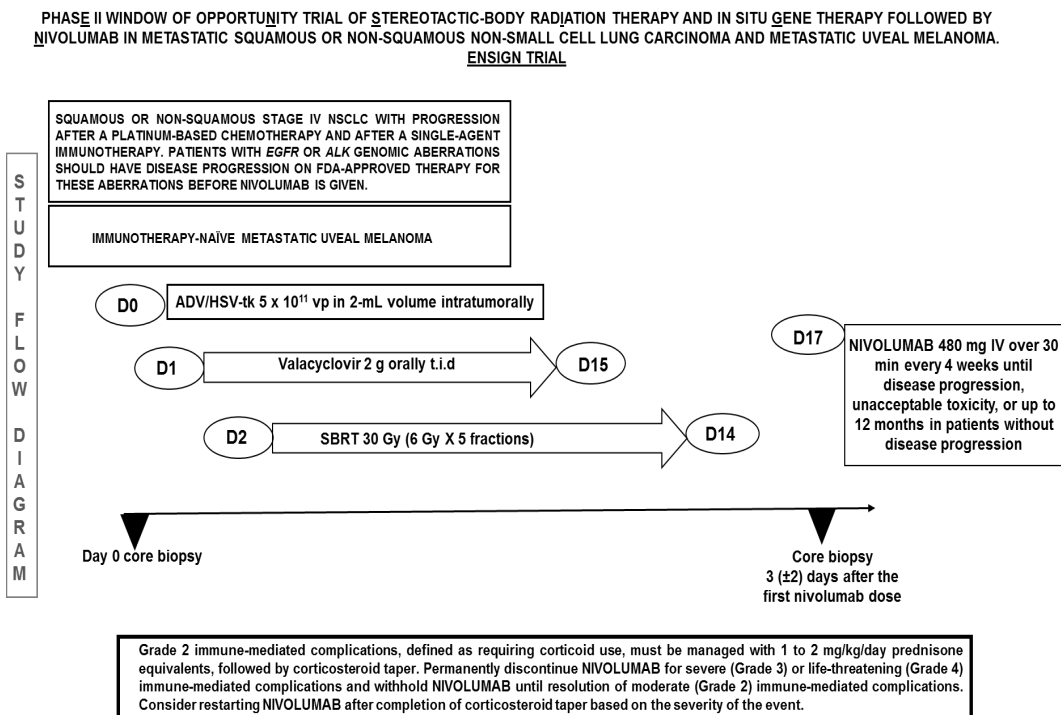 PHASE II WINDOW OF OPPORTUNITY TRIAL OF STEREOTACTIC-BODY RADIATION THERAPY AND IN SITU GENE THERAPY FOLLOWED BY
NIVOLUMAB IN METASTATIC SQUAMOUS OR NON-SQUAMOUS NON-SMALL CELL LUNG CARCINOMA AND METASTATIC UVEAL MELANOMA.
ENSIGN TRIAL
STUDY FLOW DIAGRAM
SQUAMOUS OR NON-SQUAMOUS STAGE IV NSCLC WITH PROGRESSION
AFTER A PLATINUM-BASED CHEMOTHERAPY AND AFTER A SINGLE-AGENT
IMMUNOTHERAPY. PATIENTS WITH EGFR OR ALK GENOMIC ABERRATIONS
SHOULD HAVE DISEASE PROGRESSION ON FDA-APPROVED THERAPY FOR
THESE ABERRATIONS BEFORE NIVOLUMAB IS GIVEN.
IMMUNOTHERAPY-NAÏVE METASTATIC UVEAL MELANOMA
D0
ADV/HSV-tk 5 x 10¹¹ vp in 2-mL volume intratumorally
D1
Valacyclovir 2 g orally t.i.d
D15
D2
SBRT 30 Gy (6 Gy X 5 fractions)
D14
D17
NIVOLUMAB 480 mg IV over 30
min every 4 weeks until
disease progression,
unacceptable toxicity, or up to
12 months in patients without
disease progression
Day 0 core biopsy
Core biopsy
3 (±2) days after the
first nivolumab dose
Grade 2 immune-mediated complications, defined as requiring corticoid use, must be managed with 1 to 2 mg/kg/day prednisone
equivalents, followed by corticosteroid taper. Permanently discontinue NIVOLUMAB for severe (Grade 3) or life-threatening (Grade 4)
immune-mediated complications and withhold NIVOLUMAB until resolution of moderate (Grade 2) immune-mediated complications.
Consider restarting NIVOLUMAB after completion of corticosteroid taper based on the severity of the event.